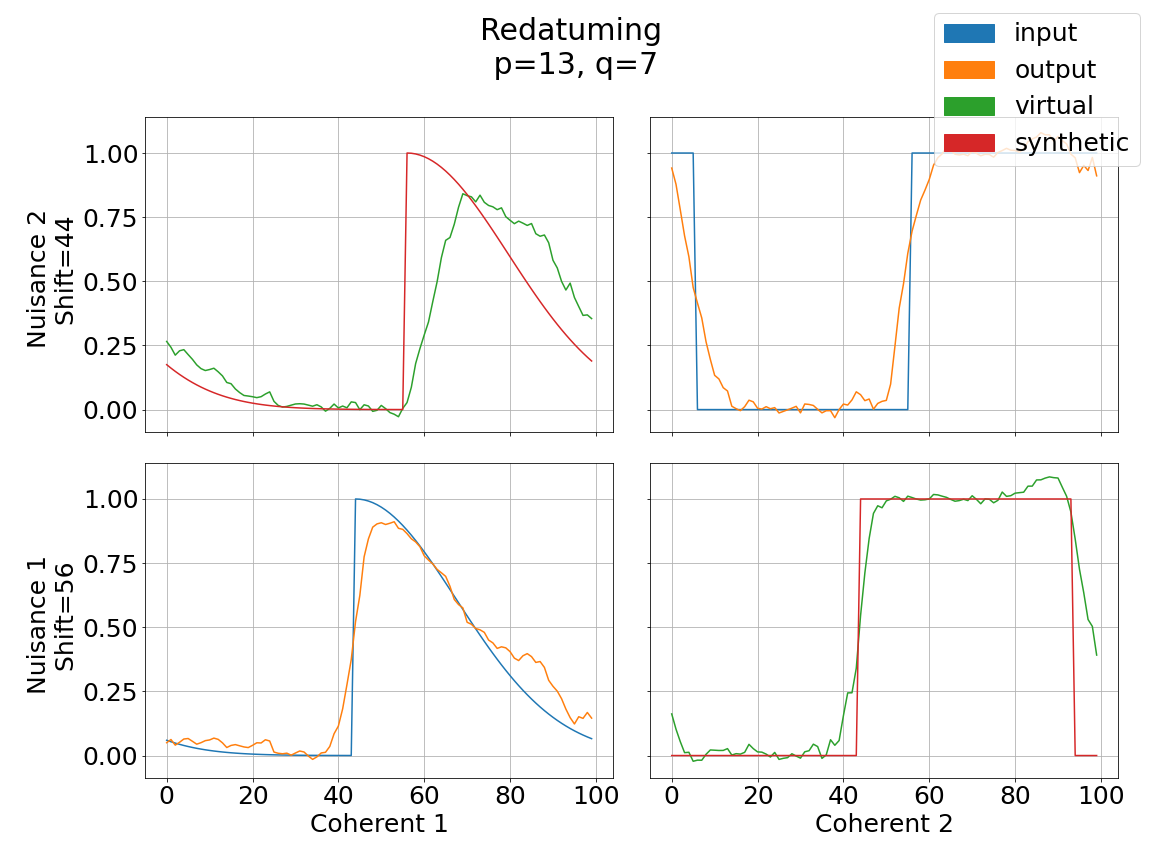 Redatuming
p=13, q=7
input
output
virtual
synthetic
Nuisance 2
Shift=44
1.00
0.75
0.50
0.25
0.00
Nuisance 1
Shift=56
1.00
0.75
0.50
0.25
0.00
0 20 40 60 80 100
0 20 40 60 80 100
Coherent 1
Coherent 2